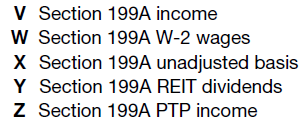 V Section 199A income
W Section 199A W-2 wages
X Section 199A unadjusted basis
Y Section 199A REIT dividends
Z Section 199A PTP income